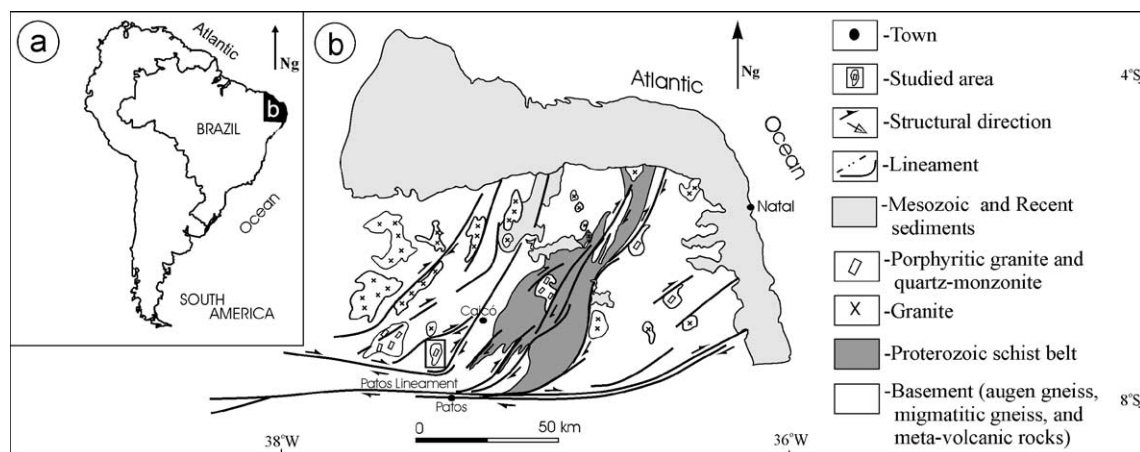 a
Atlantic
Ng
BRAZIL
b
Ocean
SOUTH
AMERICA
b
Atlantic
Ng
Ocean
Natal
Caicó
Patos Lineament
Patos
0 50 km
38°W
36°W
-Town
4°S
-Studied area
-Structural direction
-Lineament
-Mesozoic and Recent
sediments
-Porphyritic granite and
quartz-monzonite
-Granite
-Proterozoic schist belt
-Basement (augen gneiss,
migmatitic gneiss, and
meta-volcanic rocks)
8°S